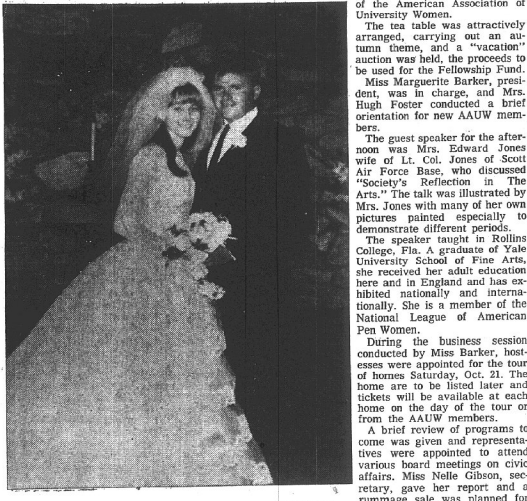 of the American Association of
University Women.
The tea table was attractively
arranged, carrying out an au-
tumn theme, and a "vacation"
auction was held, the proceeds to
be used for the Fellowship Fund.
Miss Marguerite Barker, presi-
dent, was in charge, and Mrs.
Hugh Foster conducted a brief
orientation for new AAUW mem-
bers.
The guest speaker for the after-
noon was Mrs. Edward Jones
wife of Lt. Col. Jones of Scott
Air Force Base, who discussed
"Society's Reflection in The
Arts." The talk was illustrated by
Mrs. Jones with many of her own
pictures painted especially to
demonstrate different periods.
The speaker taught in Rollins
College, Fla. A graduate of Yale
University School of Fine Arts,
she received her adult education
here and in England and has ex-
hibited nationally and interna-
tionally. She is a member of the
National League of American
Pen Women.
During the business session
conducted by Miss Barker, host-
esses were appointed for the tour
of homes Saturday, Oct. 21. The
home are to be listed later and
tickets will be available at each
home on the day of the tour or
from the AAUW members.
A brief review of programs to
come was given and representa-
tives were appointed to attend
various board meetings on civic
affairs. Miss Nelle Gibson, sec-
retary, gave her report and a
rummage sale was planned for